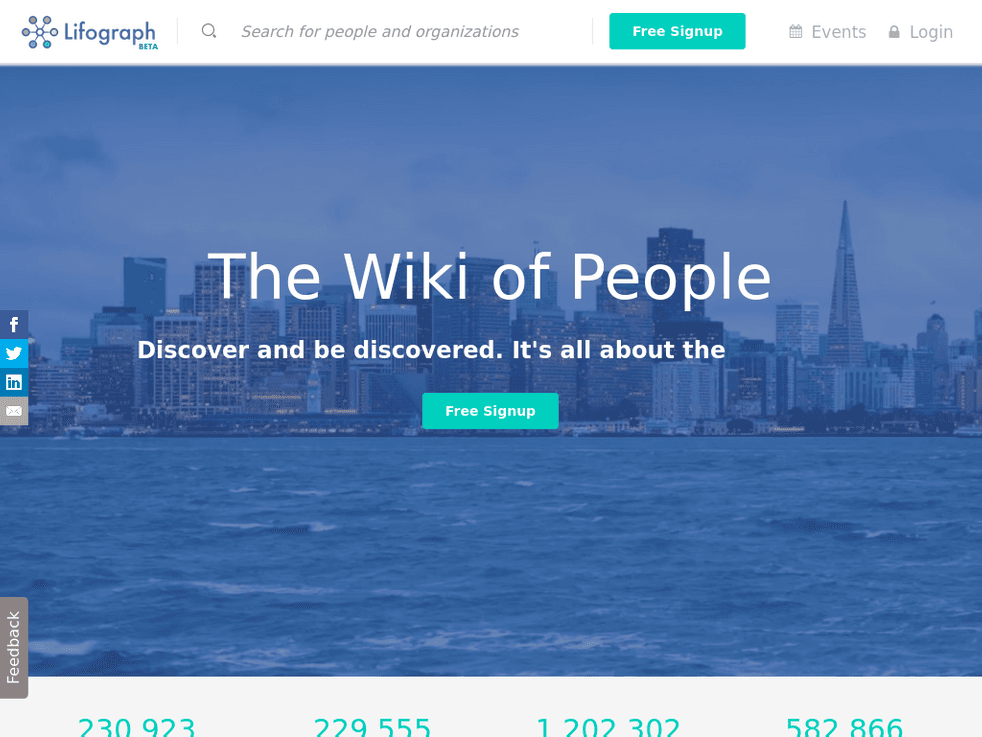 Lifograph
BETA
Search for people and organizations
Free Signup
Events
Login
The Wiki of People
Discover and be discovered. It's all about the
Free Signup
Feedback
230 923
229 555
1 202 302
582 866